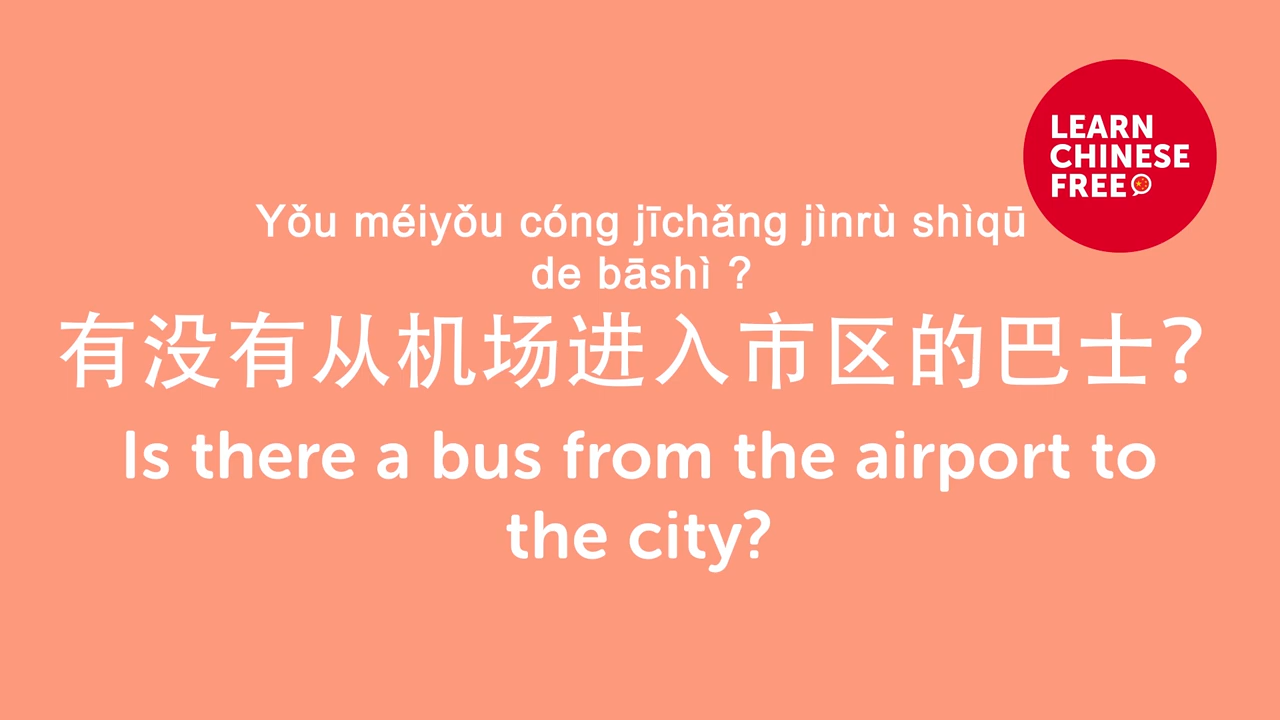 LEARN
CHINESE
FREE
Yǒu méiyǒu cóng jīchǎng jìnrù shìqū
de bāshì ?
有没有从机场进入市区的巴士?
Is there a bus from the airport to
the city?